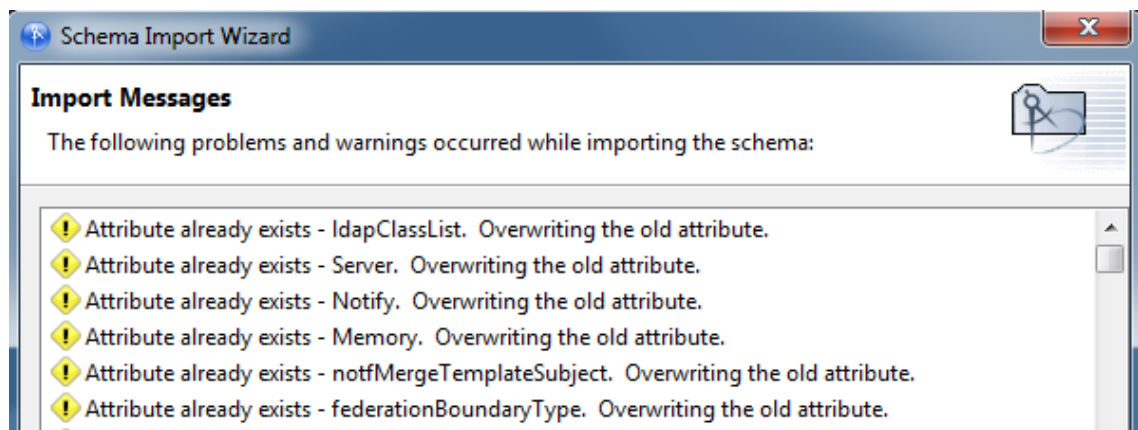 Schema Import Wizard
Import Messages
The following problems and warnings occurred while importing the schema:
Attribute already exists - ldapClassList.  Overwriting the old attribute.
Attribute already exists - Server.  Overwriting the old attribute.
Attribute already exists - Notify.  Overwriting the old attribute.
Attribute already exists - Memory.  Overwriting the old attribute.
Attribute already exists - notfMergeTemplateSubject.  Overwriting the old attribute.
Attribute already exists - federationBoundaryType.  Overwriting the old attribute.